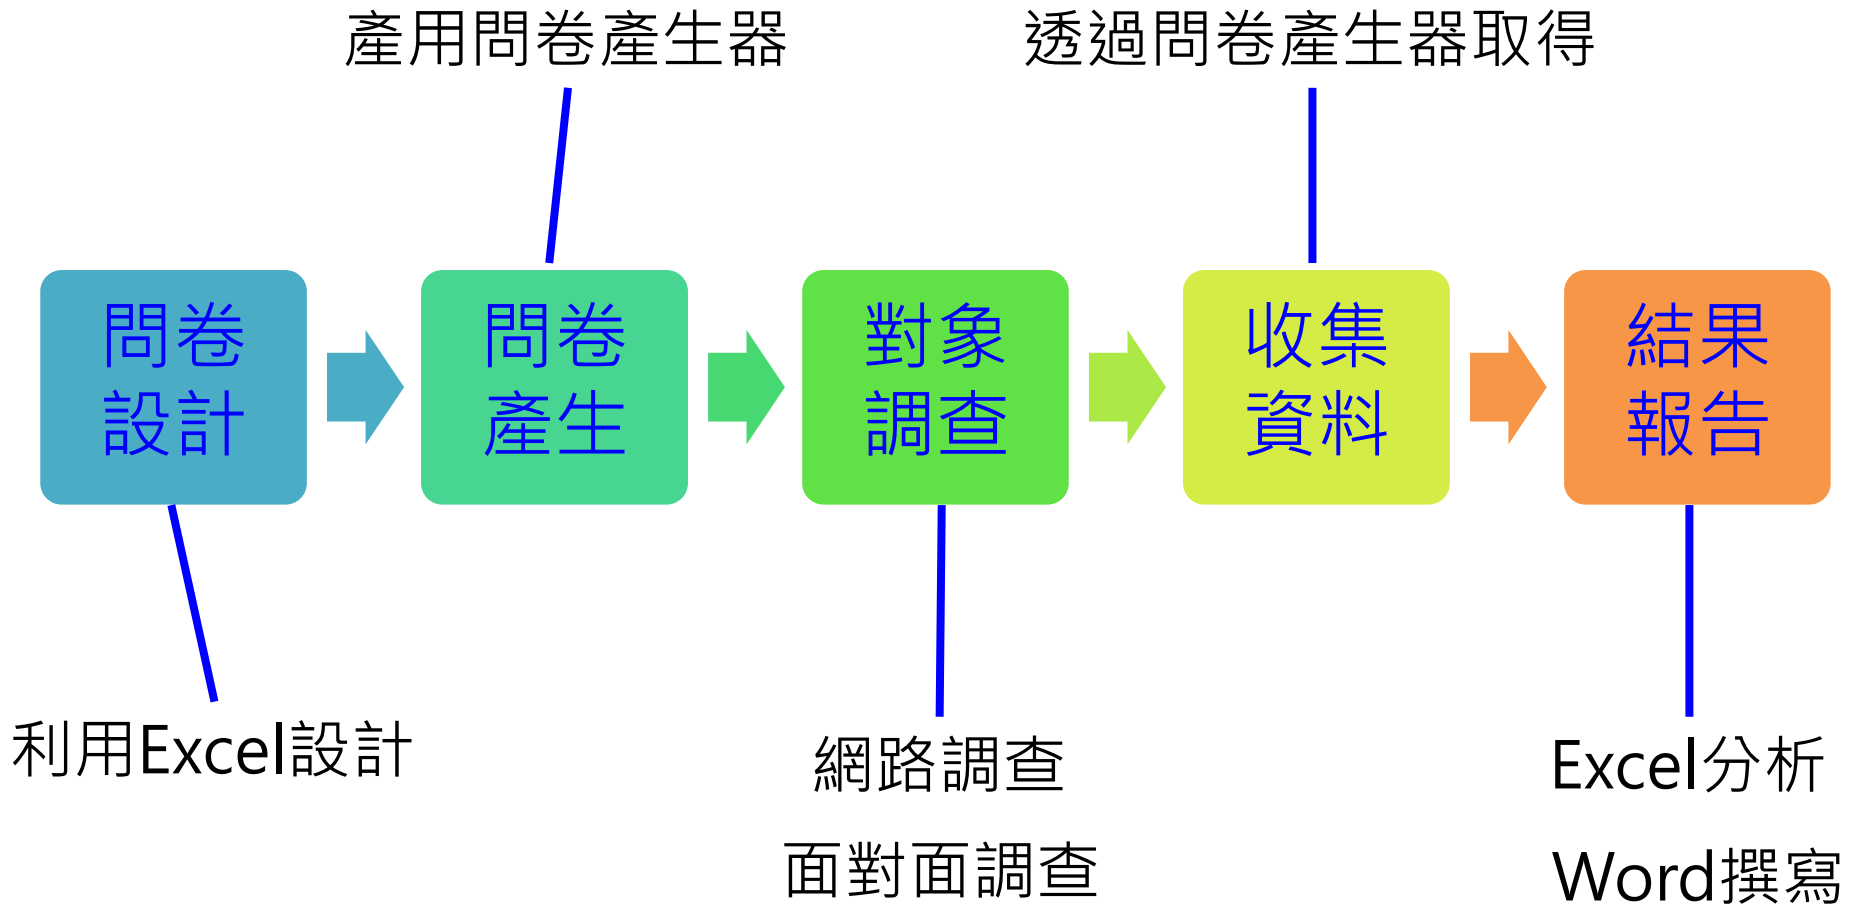 產用問卷產生器
透過問卷產生器取得
問卷
設計
問卷
產生
對象
調查
收集
資料
結果
報告
利用Excel設計
網路調查
面對面調查
Excel分析
Word撰寫